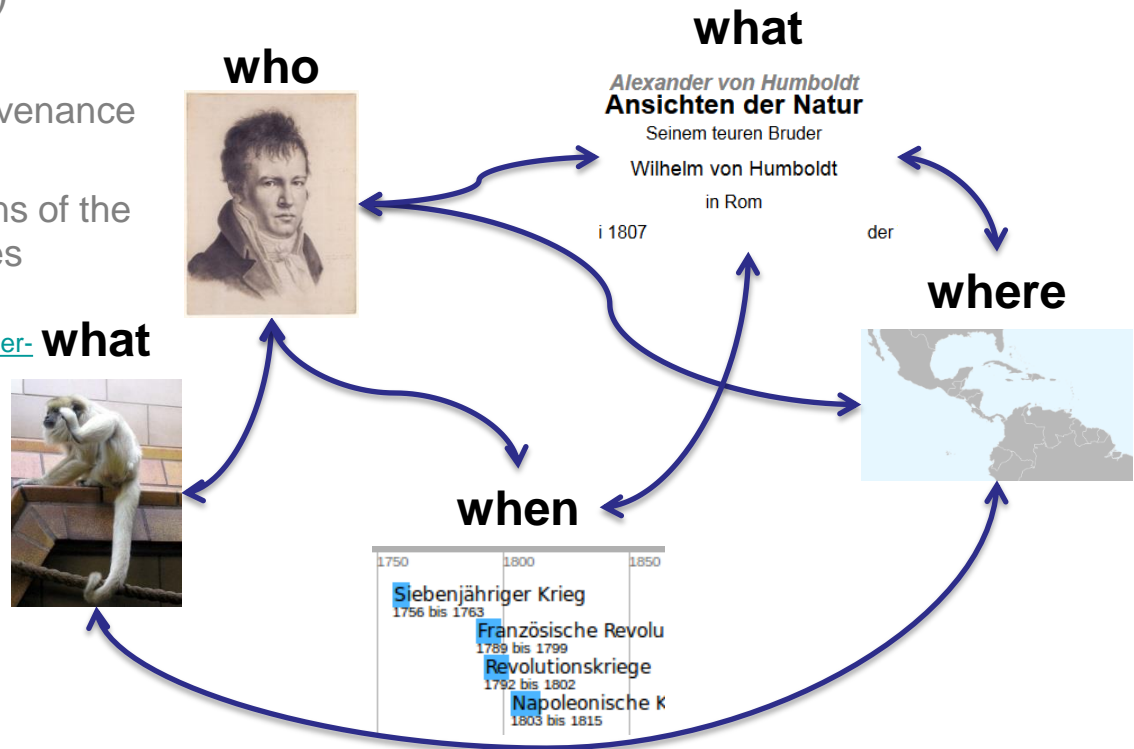 )
venance
ns of the
es
er-
who
what
Alexander von Humboldt
Ansichten der Natur
Seinem teuren Bruder
Wilhelm von Humboldt
in Rom
i 1807
der
where
what
when
1750
1800
1850
Siebenjähriger Krieg
1756 bis 1763
Französische Revolu
1789 bis 1799
Revolutionskriege
1792 bis 1802
Napoleonische K
1803 bis 1815